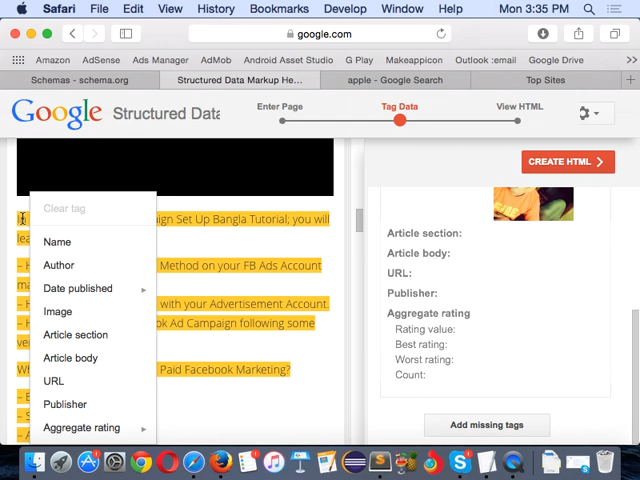 Safari File Edit View History Bookmarks Develop Window Help Mon 3:35 PM
google.com
Amazon AdSense Ads Manager AdMob Android Asset Studio G Play Makeappicon Outlook :email Google Drive
Schemas - schema.org Structured Data Markup He... apple - Google Search Top Sites
Google Structured Data
Enter Page Tag Data View HTML
CREATE HTML
Clear tag
Name
Author
Date published
Image
Article section
Article body
URL
Publisher
Aggregate rating
ign Set Up Bangla Tutorial; you will
lea
– H Method on your FB Ads Account
ma
– H with your Advertisement Account.
– H ok Ad Campaign following some
ver
Wh Paid Facebook Marketing?
– E
– S
– A
Article section:
Article body:
URL:
Publisher:
Aggregate rating
Rating value:
Best rating:
Worst rating:
Count:
Add missing tags